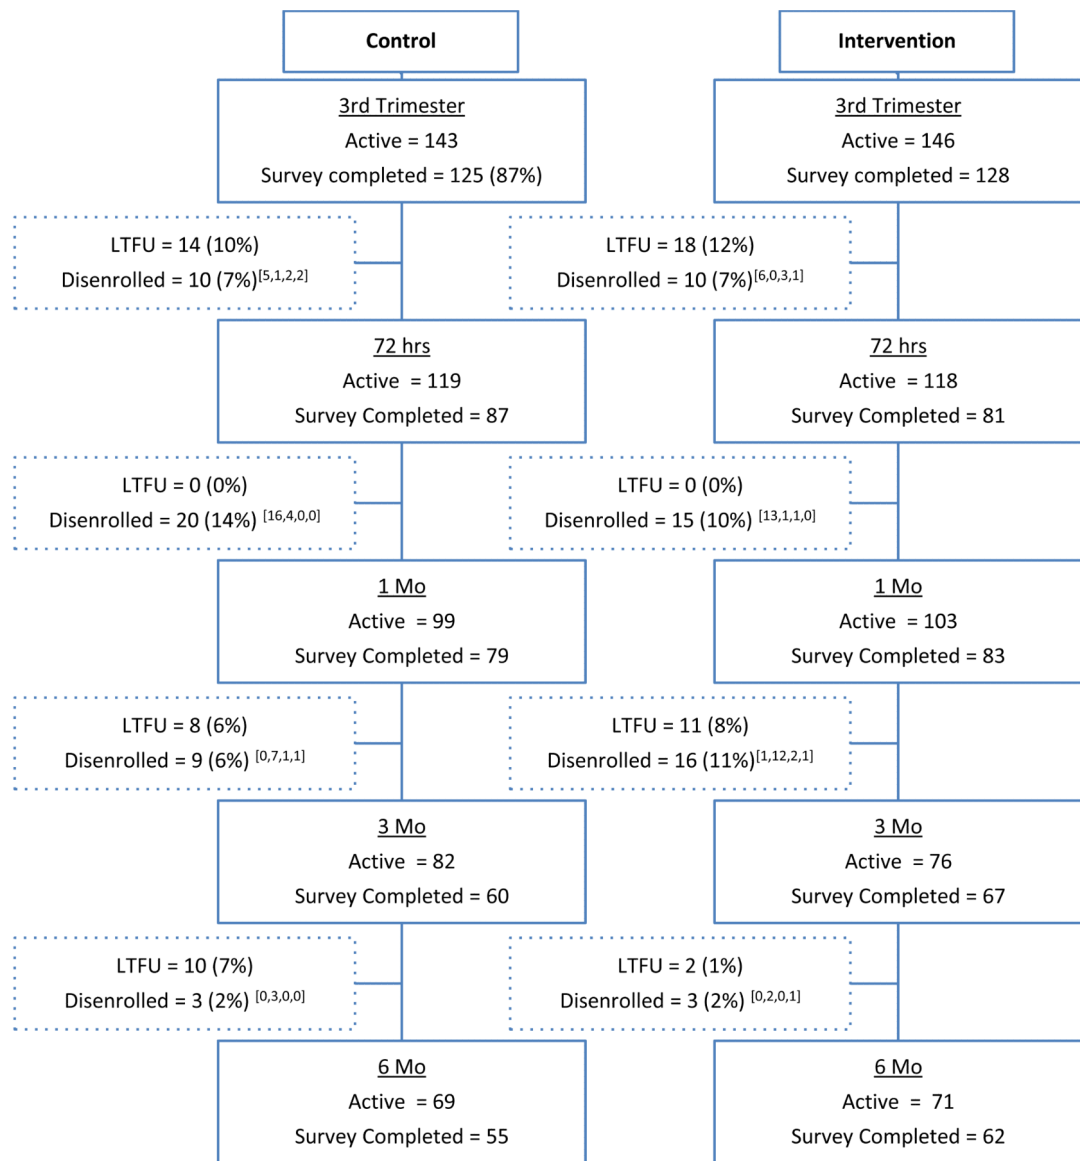 Control
3rd Trimester
Active = 143
Survey completed = 125 (87%)
LTFU = 14 (10%)
Disenrolled = 10 (7%)[5,1,2,2]
72 hrs
Active = 119
Survey Completed = 87
LTFU = 0 (0%)
Disenrolled = 20 (14%) [16,4,0,0]
1 Mo
Active = 99
Survey Completed = 79
LTFU = 8 (6%)
Disenrolled = 9 (6%) [0,7,1,1]
3 Mo
Active = 82
Survey Completed = 60
LTFU = 10 (7%)
Disenrolled = 3 (2%) [0,3,0,0]
6 Mo
Active = 69
Survey Completed = 55
Intervention
3rd Trimester
Active = 146
Survey completed = 128
LTFU = 18 (12%)
Disenrolled = 10 (7%)[6,0,3,1]
72 hrs
Active = 118
Survey Completed = 81
LTFU = 0 (0%)
Disenrolled = 15 (10%) [13,1,1,0]
1 Mo
Active = 103
Survey Completed = 83
LTFU = 11 (8%)
Disenrolled = 16 (11%)[1,12,2,1]
3 Mo
Active = 76
Survey Completed = 67
LTFU = 2 (1%)
Disenrolled = 3 (2%) [0,2,0,1]
6 Mo
Active = 71
Survey Completed = 62